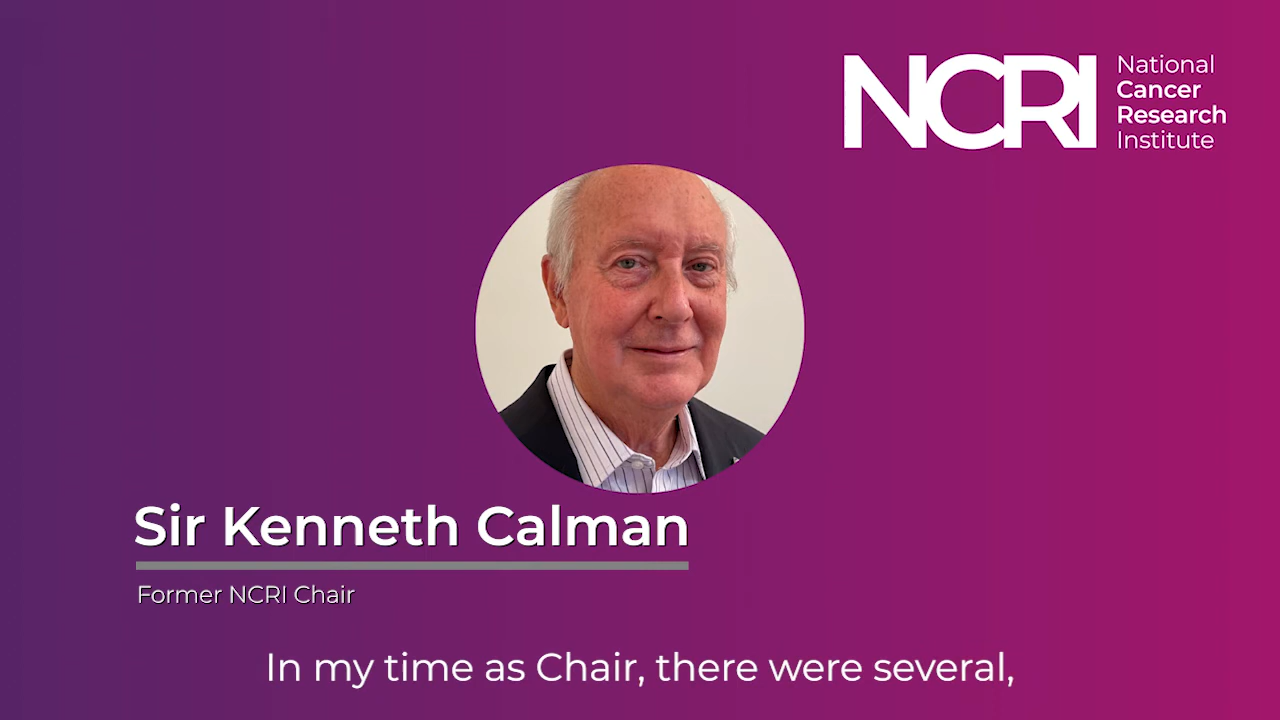 NCRI
National
Cancer
Research
Institute
Sir Kenneth Calman
Former NCRI Chair
In my time as Chair, there were several,